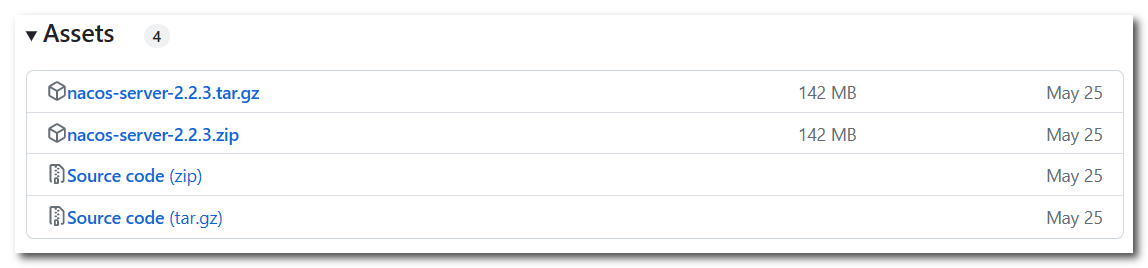 Assets 4
nacos-server-2.2.3.tar.gz 142 MB May 25
nacos-server-2.2.3.zip 142 MB May 25
Source code (zip) May 25
Source code (tar.gz) May 25